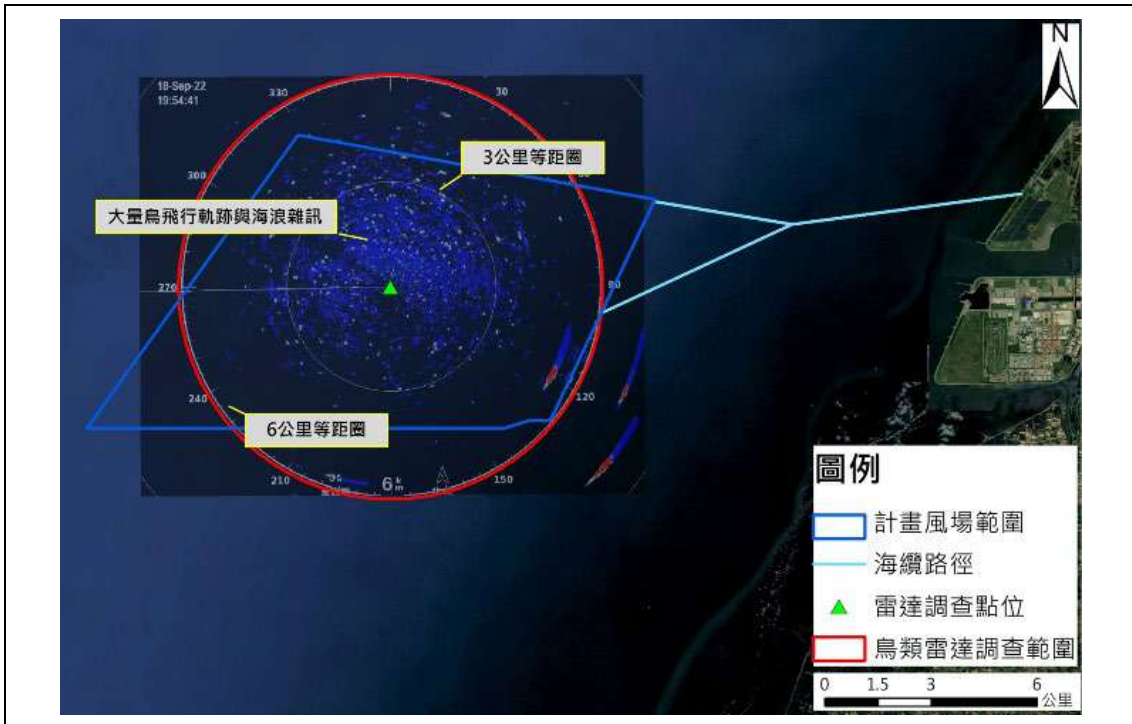 N
18-Sep-22
19:54:41
330
30
3公里等距圈
300
大量鳥飛行軌跡與海浪雜訊
270
90
240
120
6公里等距圈
210
6 k
m
150
圖例
計畫風場範圍
海纜路徑
雷達調查點位
鳥類雷達調查範圍
0 1.5 3 6
公里